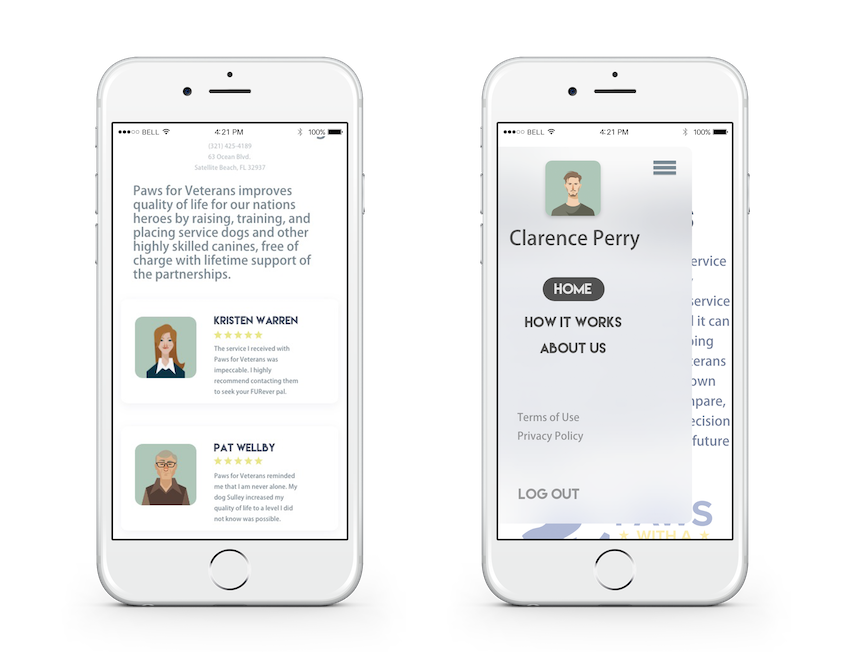 BELL
4:21 PM
100%
(321) 425-4189
63 Ocean Blvd.
Satellite Beach, FL 32937
Paws for Veterans improves
quality of life for our nations
heroes by raising, training, and
placing service dogs and other
highly skilled canines, free of
charge with lifetime support of
the partnerships.
KRISTEN WARREN
The service I received with
Paws for Veterans was
impeccable. I highly
recommend contacting them
to seek your FURever pal.
PAT WELLBY
Paws for Veterans reminded
me that I am never alone. My
dog Sulley increased my
quality of life to a level I did
not know was possible.
BELL
4:21 PM
100%
Clarence Perry
HOME
HOW IT WORKS
ABOUT US
Terms of Use
Privacy Policy
LOG OUT
ervice
service
it can
erans
own
npare,
ecision
future
PAWS
WITH A